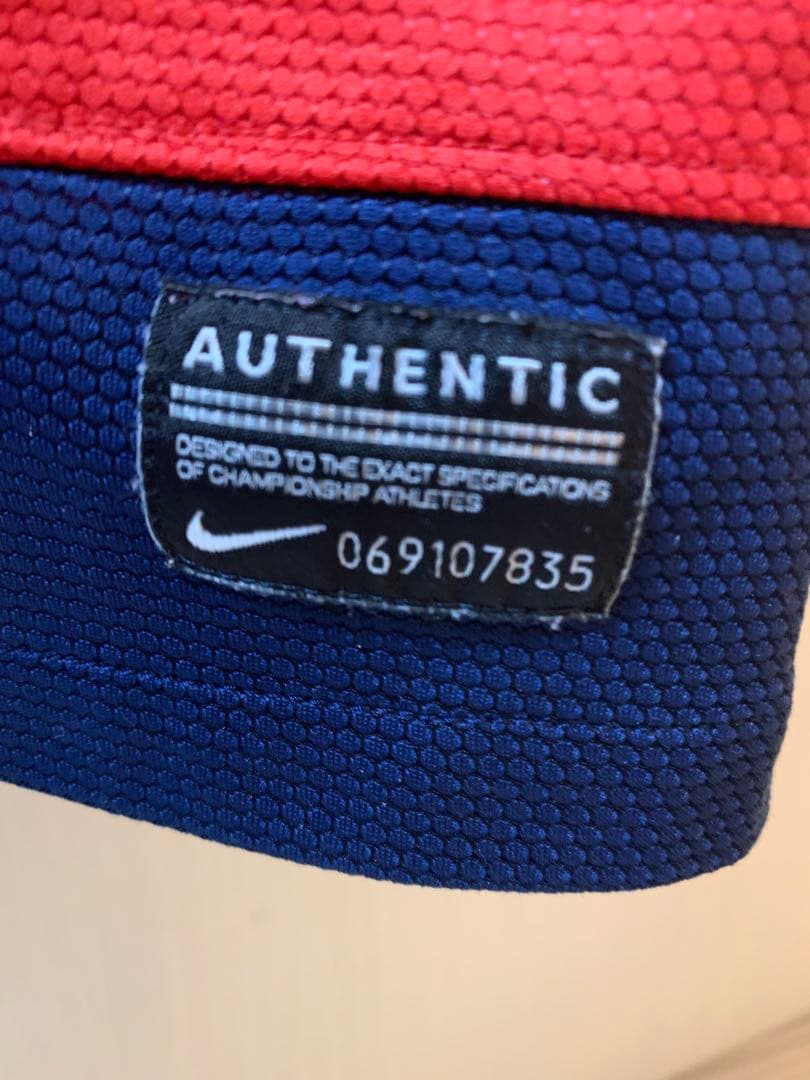 AUTHENTIC
DESIGNED TO THE EXACT SPECIFICATIONS
OF CHAMPIONSHIP ATHLETES
069107835